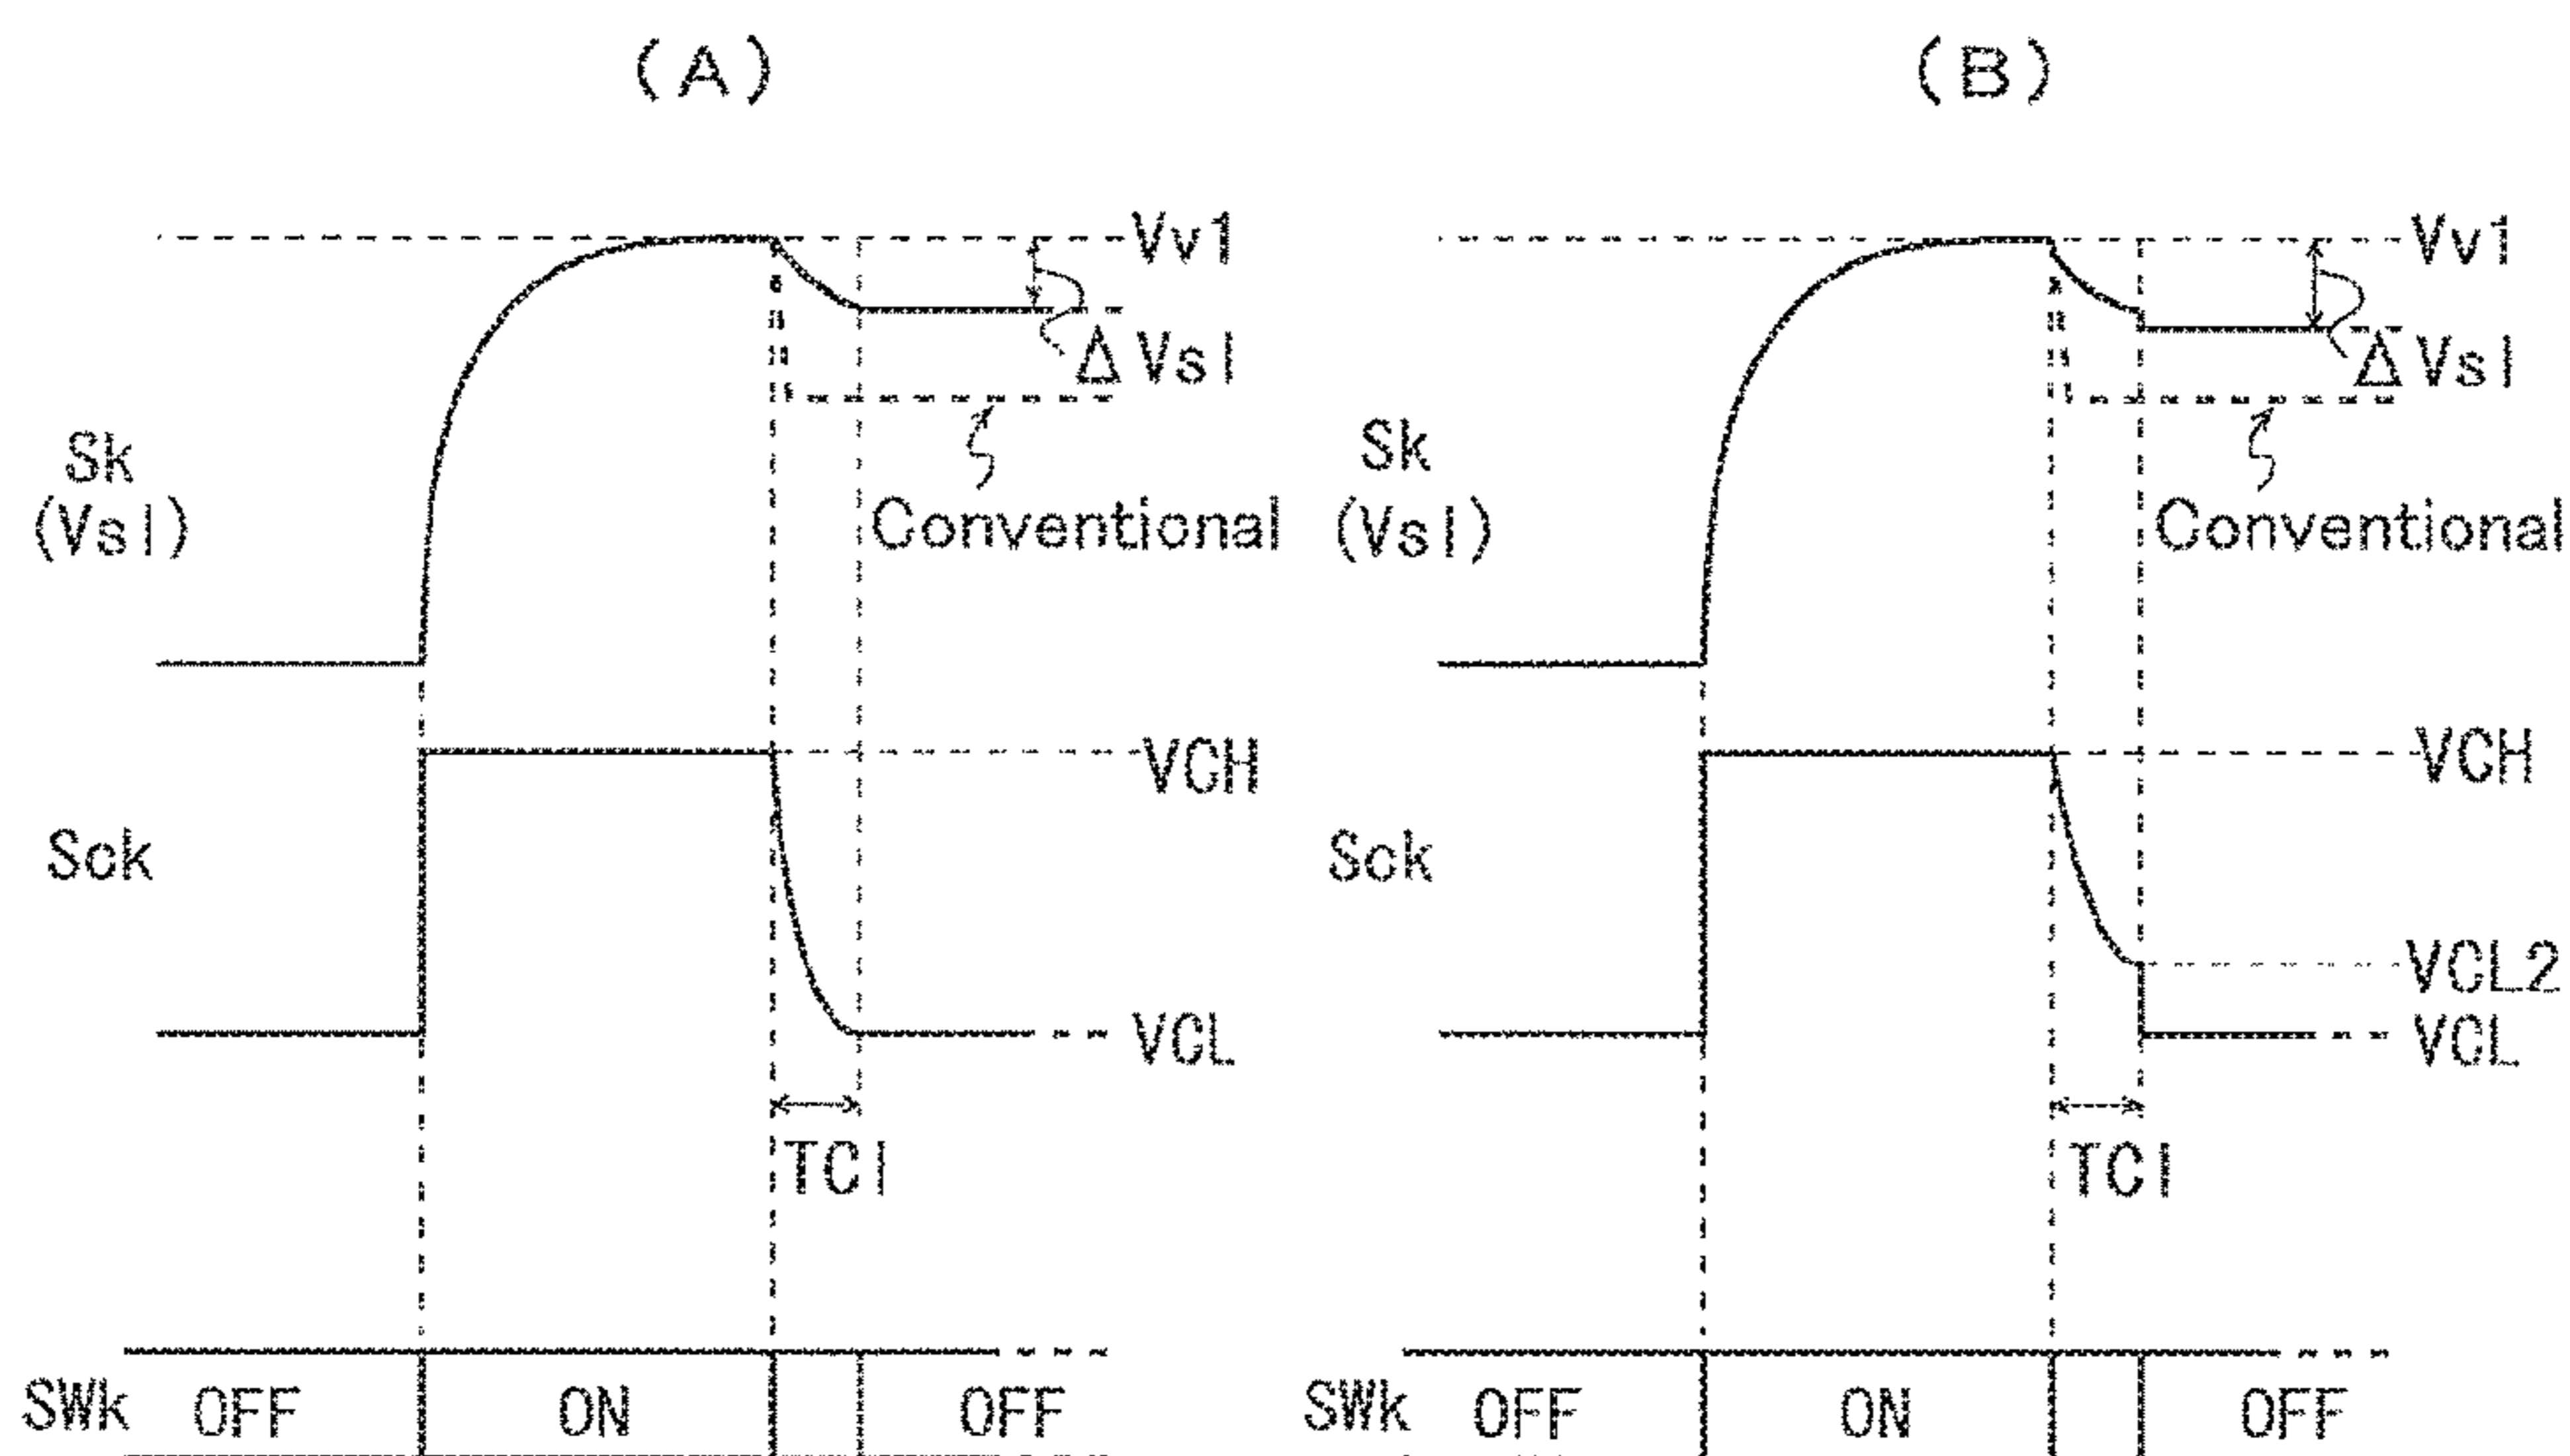 (A)
Vv1
ΔVsl
Sk
(Vsl)
Conventional
VCH
Sck
VCL
TCl
SWk OFF ON OFF
(B)
Vv1
ΔVsl
Sk
(Vsl)
Conventional
VCH
Sck
VCL2
VCL
TCl
SWk OFF ON OFF